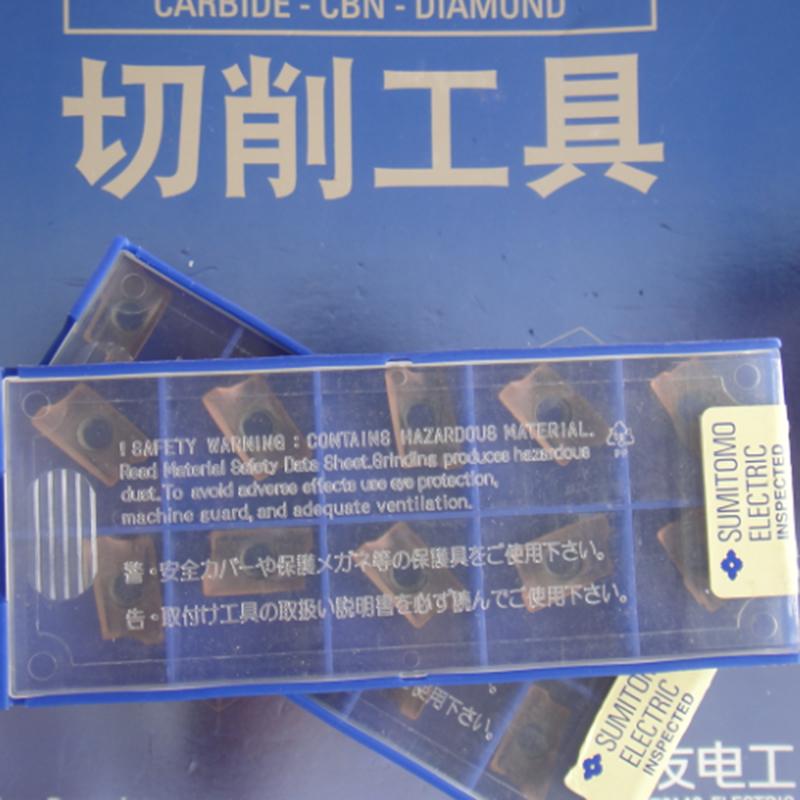 CARBIDE - CBN - DIAMOND
切削工具
! SAFETY WARNING : CONTAINS HAZARDOUS MATERIAL.
Read Material Safety Data Sheet.Grinding produces hazardous
dust.To avoid adverse effects use eye protection,
machine guard, and adequate ventilation.
警・安全カバーや保護メガネ等の保護具をご使用下さい。
告・取付け工具の取扱い説明書を必ず読んでご使用下さい。
SUMITOMO
ELECTRIC
INSPECTED
使用下さい。
SUMITOMO
ELECTRIC
INSPECTED
友电工
ELECTRIC